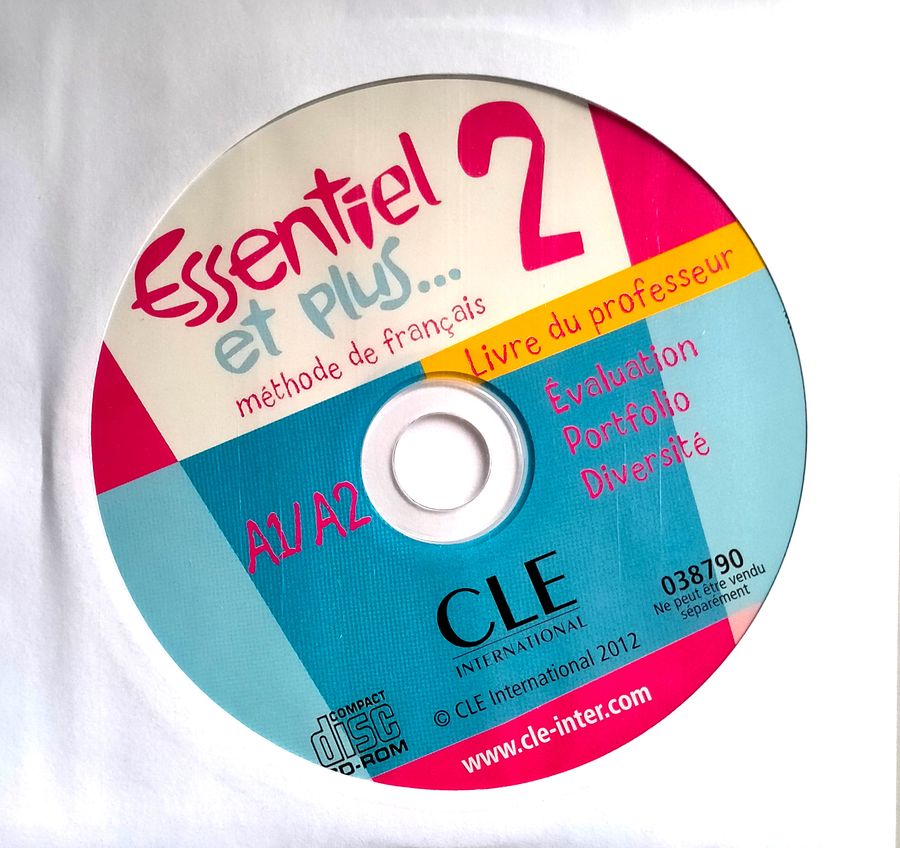 Essentiel 2
et plus...
méthode de français
Livre du professeur
Évaluation
Portfolio
Diversité
A1/A2
CLE
INTERNATIONAL
038790
Ne peut être vendu
séparément
© CLE International 2012
COMPACT
disc
CD-ROM
www.cle-inter.com